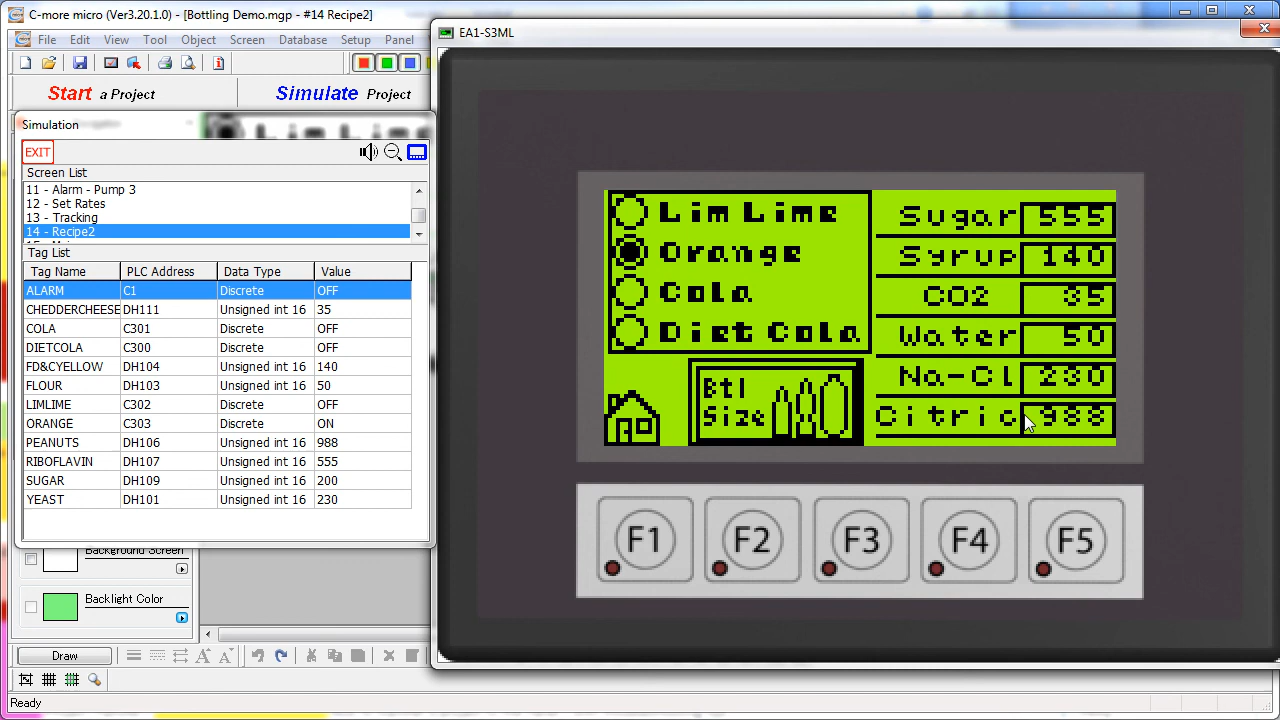 C-more micro (Ver3.20.1.0) - [Bottling Demo.mgp - #14 Recipe2]
File Edit View Tool Object Screen Database Setup Panel
Start a Project
Simulate Project
Simulation
EXIT
Screen List
11 - Alarm - Pump 3
12 - Set Rates
13 - Tracking
14 - Recipe2
Tag List
Tag Name PLC Address Data Type Value
ALARM C1 Discrete OFF
CHEDDERCHEESE DH111 Unsigned int 16 35
COLA C301 Discrete OFF
DIETCOLA C300 Discrete OFF
FD&CYELLOW DH104 Unsigned int 16 140
FLOUR DH103 Unsigned int 16 50
LIMLIME C302 Discrete OFF
ORANGE C303 Discrete ON
PEANUTS DH106 Unsigned int 16 988
RIBOFLAVIN DH107 Unsigned int 16 555
SUGAR DH109 Unsigned int 16 200
YEAST DH101 Unsigned int 16 230
Background Screen
Backlight Color
Draw
Ready
EA1-S3ML
Lim Lime
Orange
Cola
Diet Cola
Btl
Size
Sugar 555
Syrup 140
CO2 35
Water 50
Na-Cl 230
Citric 988
F1 F2 F3 F4 F5